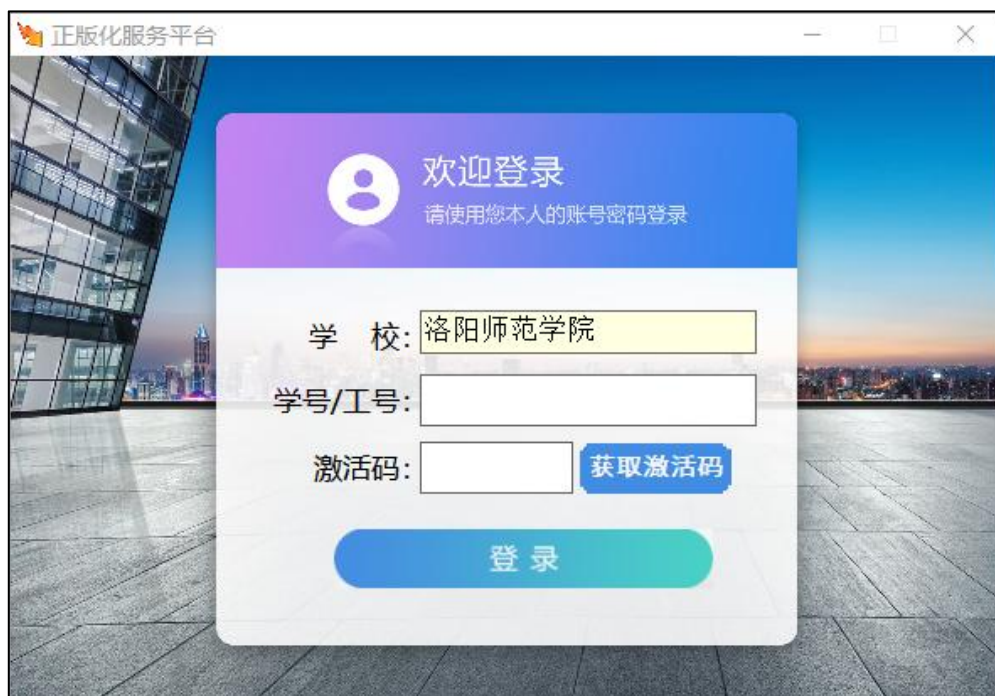 正版化服务平台
欢迎登录
请使用您本人的账号密码登录
学 校: 洛阳师范学院
学号/工号:
激活码: 获取激活码
登 录